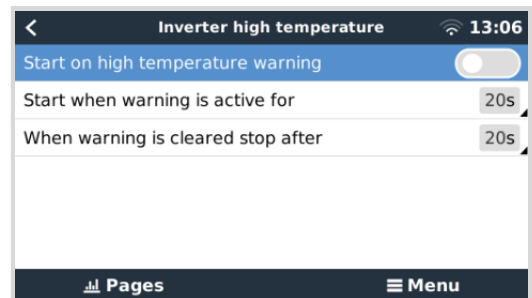 Inverter high temperature 13:06
Start on high temperature warning
Start when warning is active for 20s
When warning is cleared stop after 20s
Pages Menu